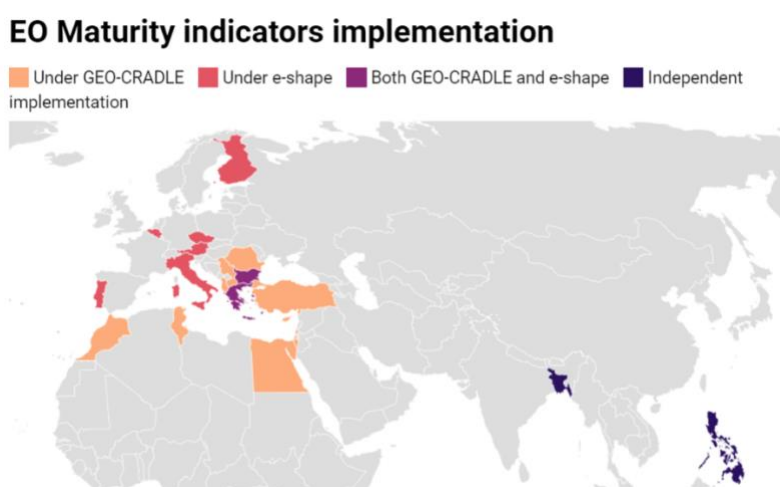 EO Maturity indicators implementation
Under GEO-CRADLE Under e-shape Both GEO-CRADLE and e-shape Independent
implementation